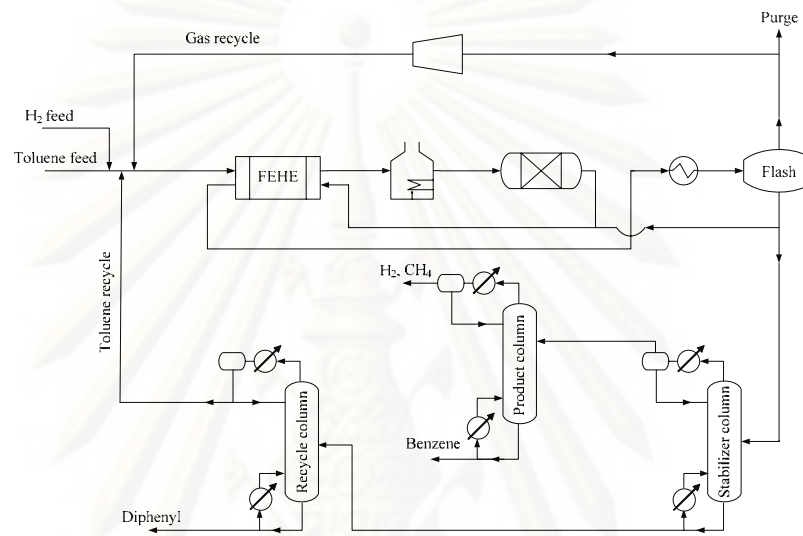 Purge
Gas recycle
H₂ feed
Toluene feed
FEHE
Flash
Toluene recycle
H₂, CH₄
Product column
Recycle column
Stabilizer column
Benzene
Diphenyl